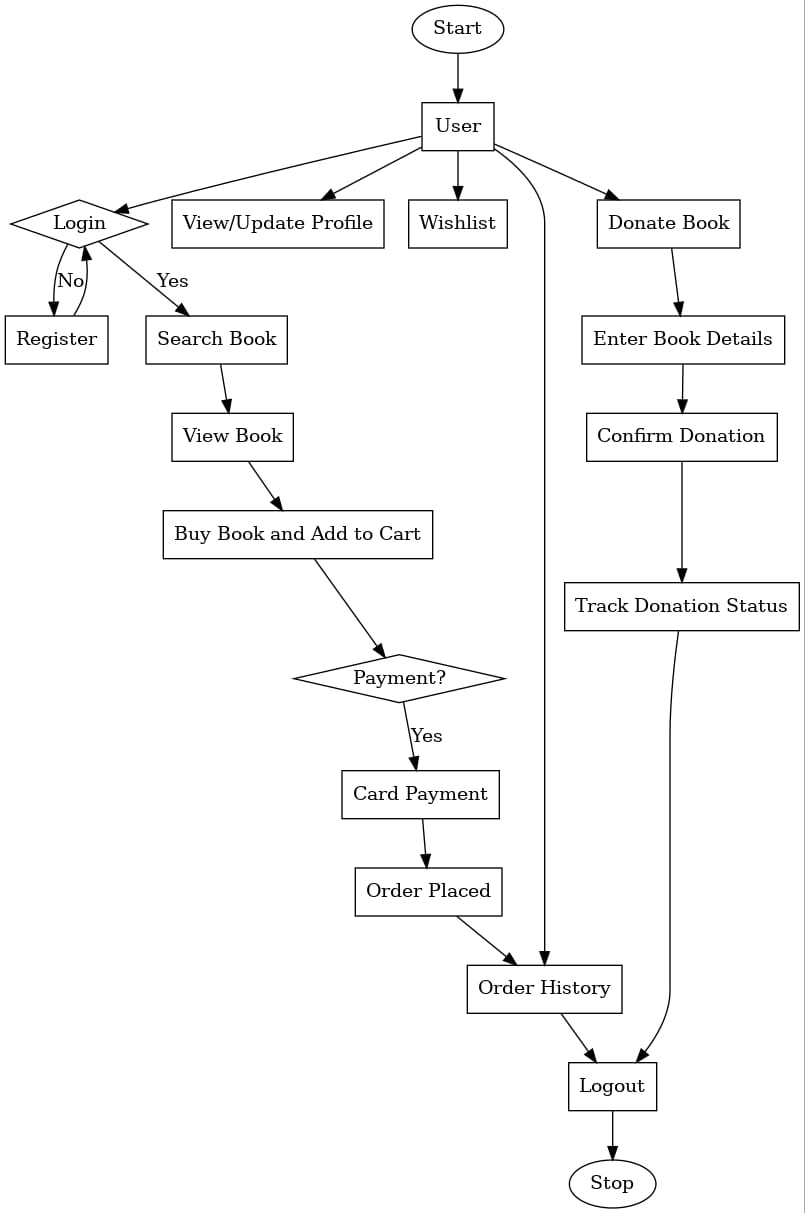 Start
User
Login
View/Update Profile
Wishlist
Donate Book
No
Yes
Register
Search Book
Enter Book Details
View Book
Confirm Donation
Buy Book and Add to Cart
Track Donation Status
Payment?
Yes
Card Payment
Order Placed
Order History
Logout
Stop